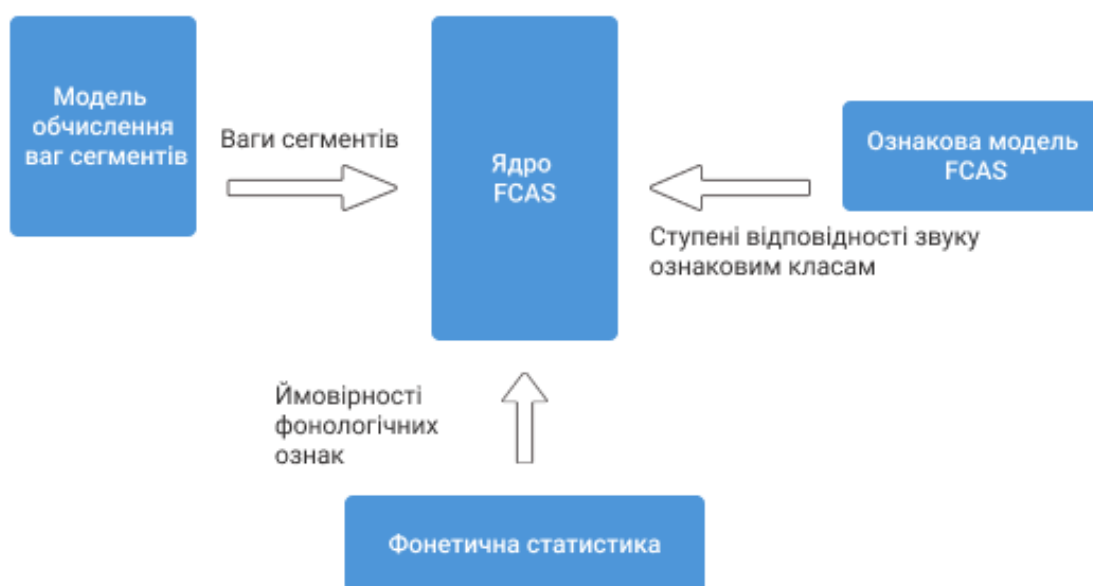 Модель
обчислення
ваг сегментів
Ваги сегментів
Ядро
FCAS
Ознакова модель
FCAS
Ступені відповідності звуку
ознаковим класам
Ймовірності
фонологічних
ознак
Фонетична статистика